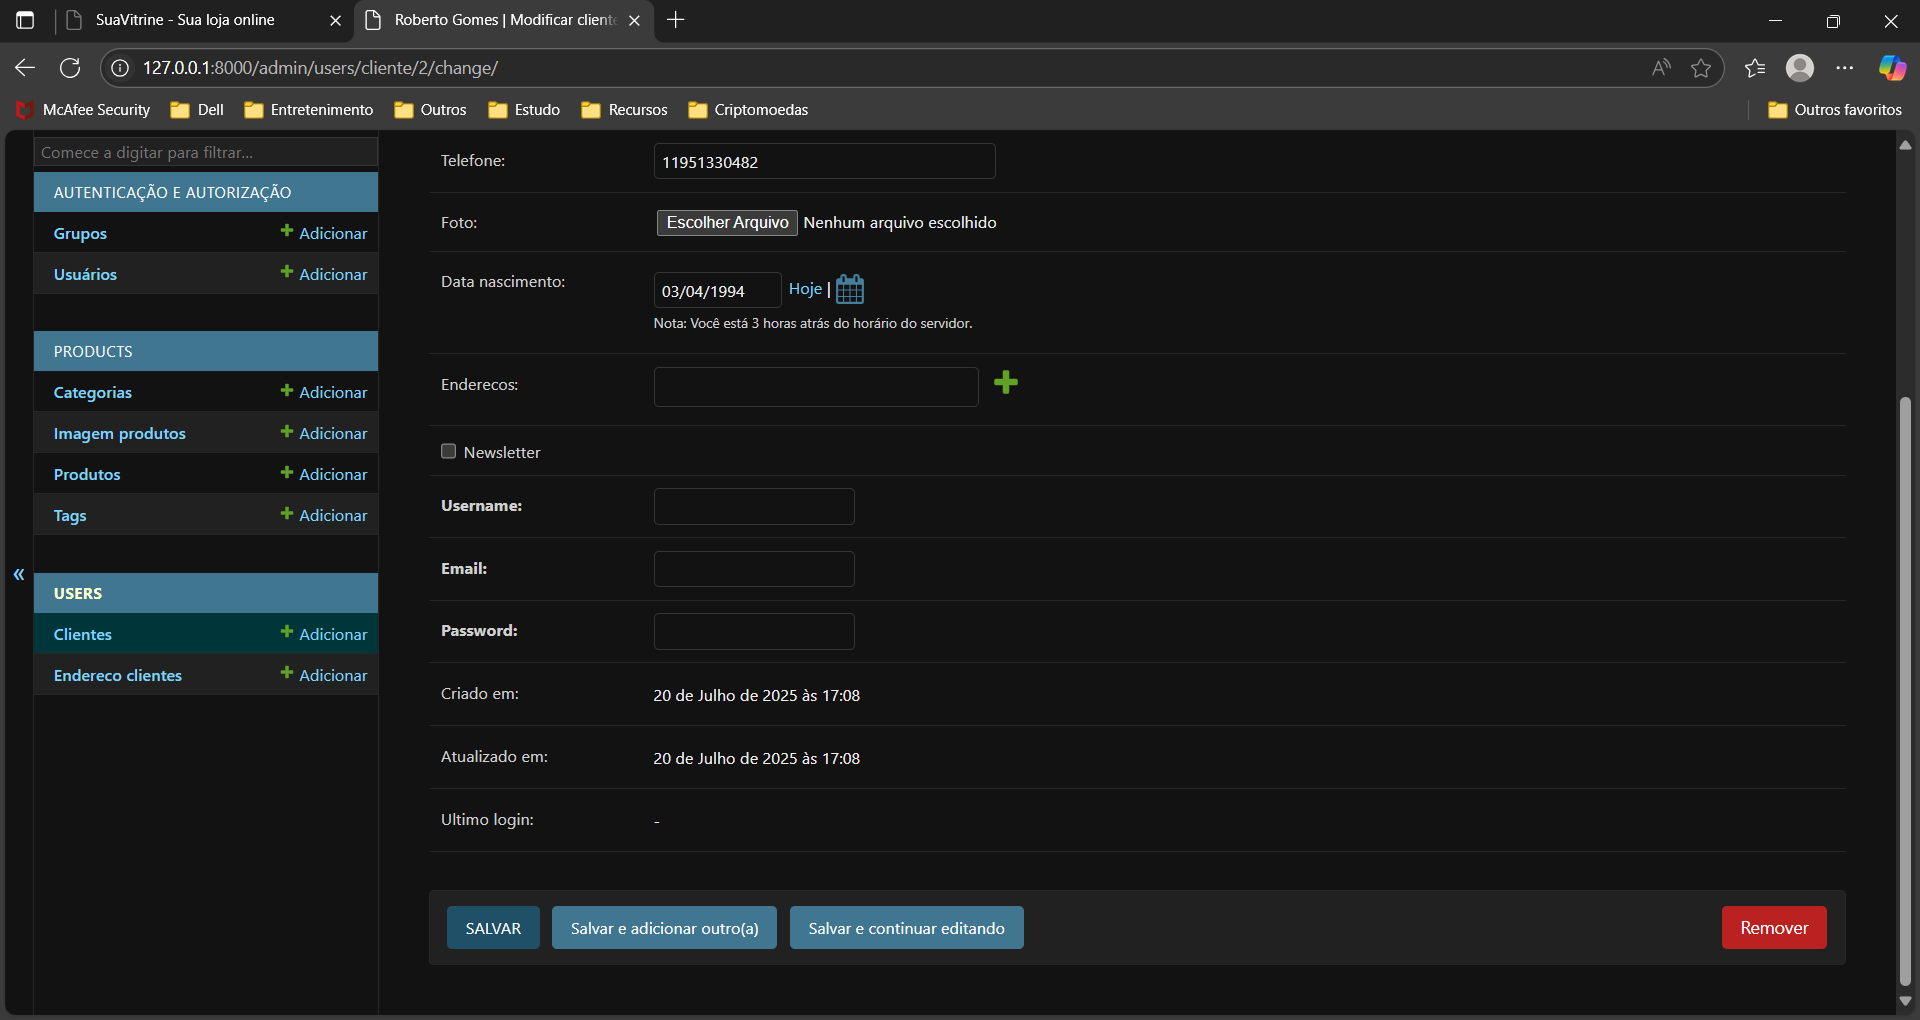 SuaVitrine - Sua loja online
Roberto Gomes | Modificar cliente
127.0.0.1:8000/admin/users/cliente/2/change/
McAfee Security
Dell
Entretenimento
Outros
Estudo
Recursos
Criptomoedas
Outros favoritos
Comece a digitar para filtrar...
AUTENTICAÇÃO E AUTORIZAÇÃO
Grupos
Adicionar
Usuários
Adicionar
PRODUCTS
Categorias
Adicionar
Imagem produtos
Adicionar
Produtos
Adicionar
Tags
Adicionar
«
USERS
Clientes
Adicionar
Endereco clientes
Adicionar
Telefone:
11951330482
Foto:
Escolher Arquivo Nenhum arquivo escolhido
Data nascimento:
03/04/1994
Hoje |
Nota: Você está 3 horas atrás do horário do servidor.
Enderecos:
Newsletter
Username:
Email:
Password:
Criado em:
20 de Julho de 2025 às 17:08
Atualizado em:
20 de Julho de 2025 às 17:08
Ultimo login:
-
SALVAR
Salvar e adicionar outro(a)
Salvar e continuar editando
Remover